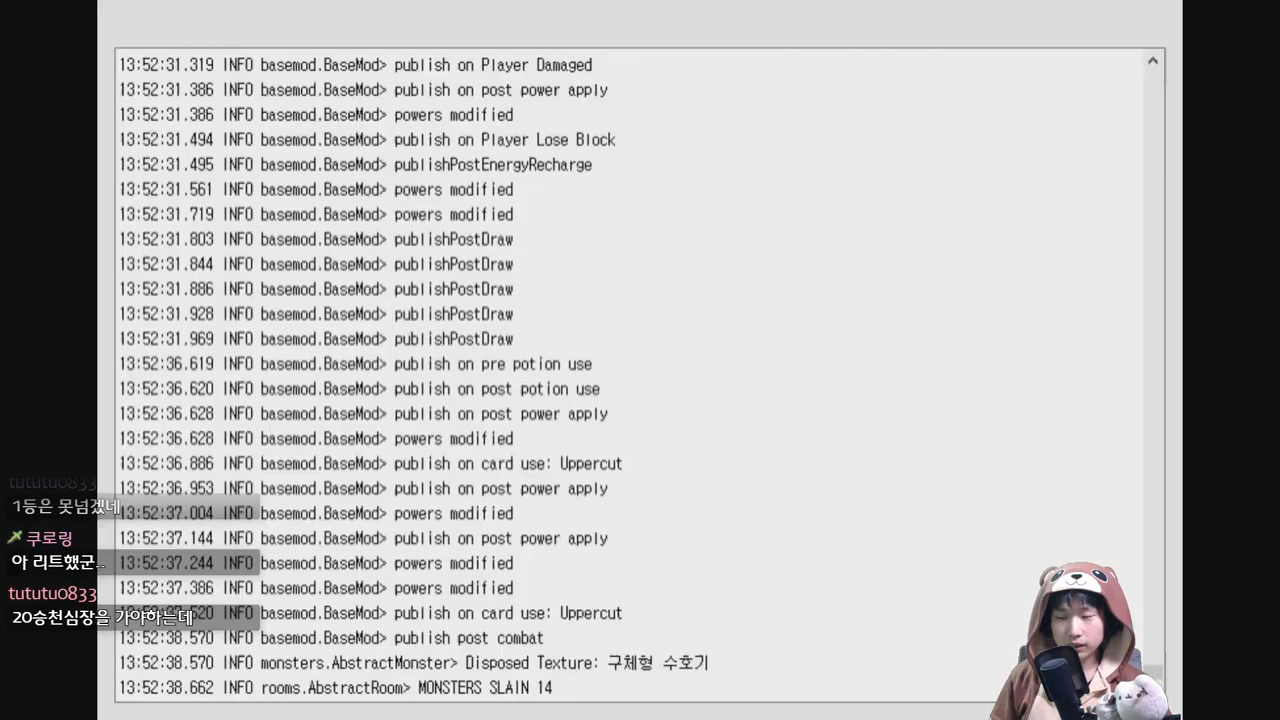 13:52:31.319 INFO basemod.BaseMod> publish on Player Damaged
13:52:31.386 INFO basemod.BaseMod> publish on post power apply
13:52:31.386 INFO basemod.BaseMod> powers modified
13:52:31.494 INFO basemod.BaseMod> publish on Player Lose Block
13:52:31.495 INFO basemod.BaseMod> publishPostEnergyRecharge
13:52:31.561 INFO basemod.BaseMod> powers modified
13:52:31.719 INFO basemod.BaseMod> powers modified
13:52:31.803 INFO basemod.BaseMod> publishPostDraw
13:52:31.844 INFO basemod.BaseMod> publishPostDraw
13:52:31.886 INFO basemod.BaseMod> publishPostDraw
13:52:31.928 INFO basemod.BaseMod> publishPostDraw
13:52:31.969 INFO basemod.BaseMod> publishPostDraw
13:52:36.619 INFO basemod.BaseMod> publish on pre potion use
13:52:36.620 INFO basemod.BaseMod> publish on post potion use
13:52:36.628 INFO basemod.BaseMod> publish on post power apply
13:52:36.628 INFO basemod.BaseMod> powers modified
13:52:36.886 INFO basemod.BaseMod> publish on card use: Uppercut
13:52:36.953 INFO basemod.BaseMod> publish on post power apply
13:52:37.004 INFO basemod.BaseMod> powers modified
13:52:37.144 INFO basemod.BaseMod> publish on post power apply
13:52:37.244 INFO basemod.BaseMod> powers modified
13:52:37.386 INFO basemod.BaseMod> powers modified
INFO basemod.BaseMod> publish on card use: Uppercut
13:52:38.570 INFO basemod.BaseMod> publish post combat
13:52:38.570 INFO monsters.AbstractMonster> Disposed Texture: 구체형 수호기
13:52:38.662 INFO rooms.AbstractRoom> MONSTERS SLAIN 14
tututu0833
1등은 못넘겠네
쿠로링
아 리트했군..
tututu0833
20승천심장을 가야하는데